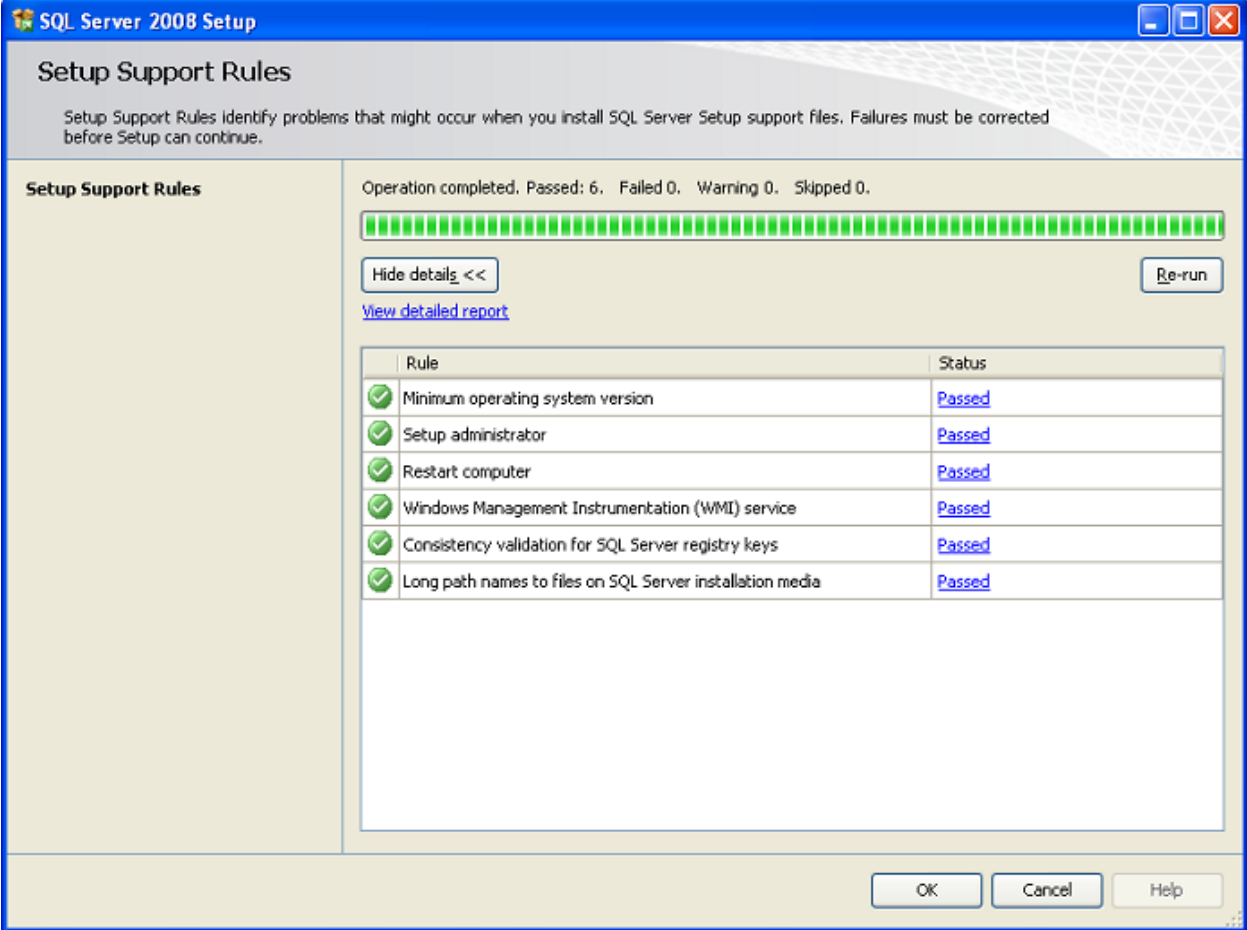 SQL Server 2008 Setup
Setup Support Rules
Setup Support Rules identify problems that might occur when you install SQL Server Setup support files. Failures must be corrected
before Setup can continue.
Setup Support Rules
Operation completed. Passed: 6.   Failed 0.   Warning 0.   Skipped 0.
Hide details <<
Re-run
View detailed report
Rule Status
Minimum operating system version Passed
Setup administrator Passed
Restart computer Passed
Windows Management Instrumentation (WMI) service Passed
Consistency validation for SQL Server registry keys Passed
Long path names to files on SQL Server installation media Passed
OK Cancel Help